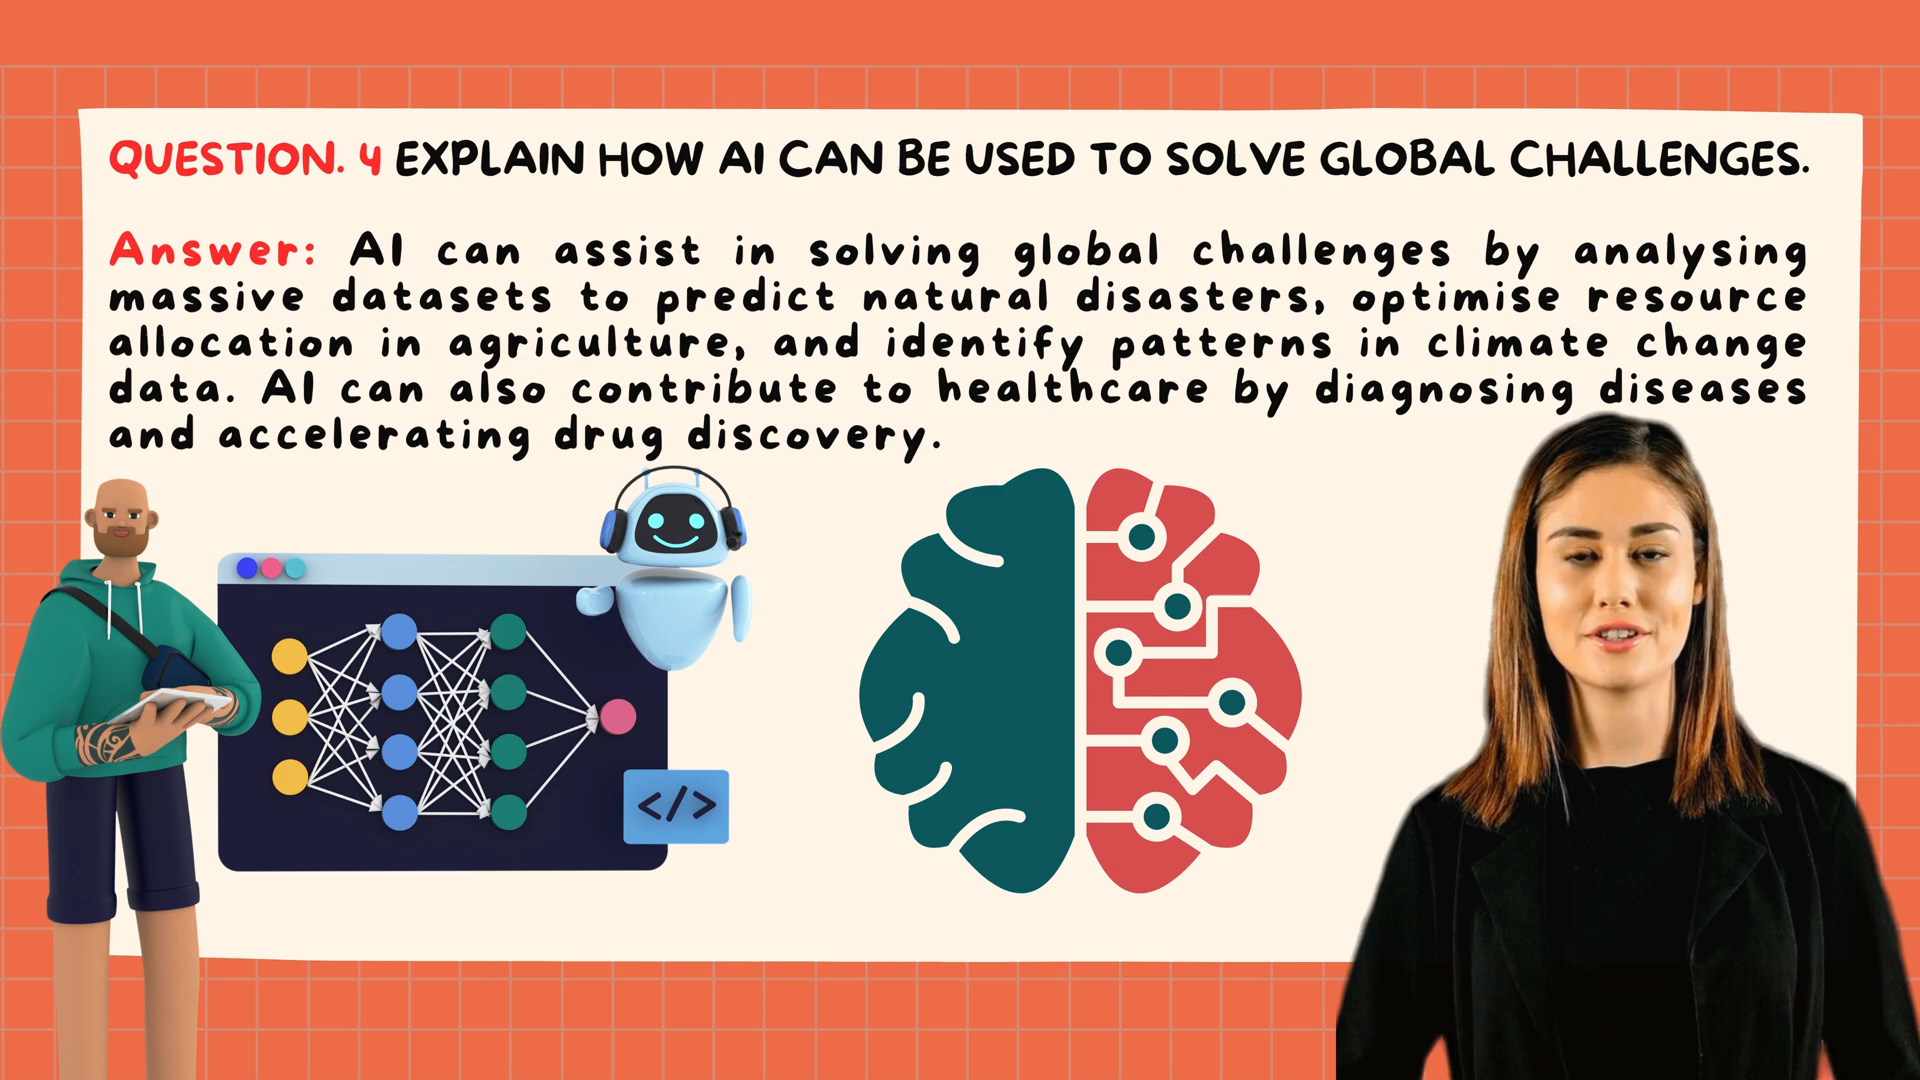 QUESTION. 4 EXPLAIN HOW AI CAN BE USED TO SOLVE GLOBAL CHALLENGES.
Answer: AI can assist in solving global challenges by analysing
massive datasets to predict natural disasters, optimise resource
allocation in agriculture, and identify patterns in climate change
data. AI can also contribute to healthcare by diagnosing diseases
and accelerating drug discovery.
</>